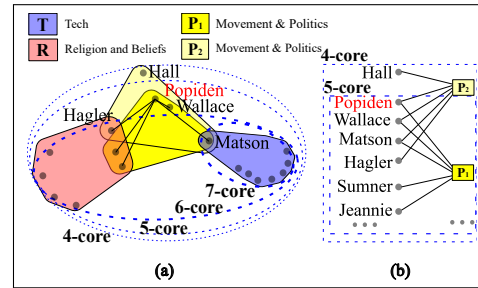 T Tech
P₁ Movement & Politics
R Religion and Beliefs
P₂ Movement & Politics
Hall
Popiden
Hagler
Wallace
Matson
7-core
6-core
5-core
4-core
(a)
4-core
Hall
5-core
Popiden
Wallace
Matson
Hagler
Sumner
Jeannie
P₂
P₁
(b)